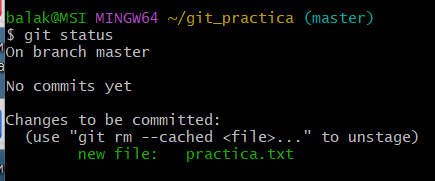 balak@MSI MINGW64 ~/git_practica (master)
$ git status
On branch master
No commits yet
Changes to be committed:
(use "git rm --cached <file>..." to unstage)
new file: practica.txt